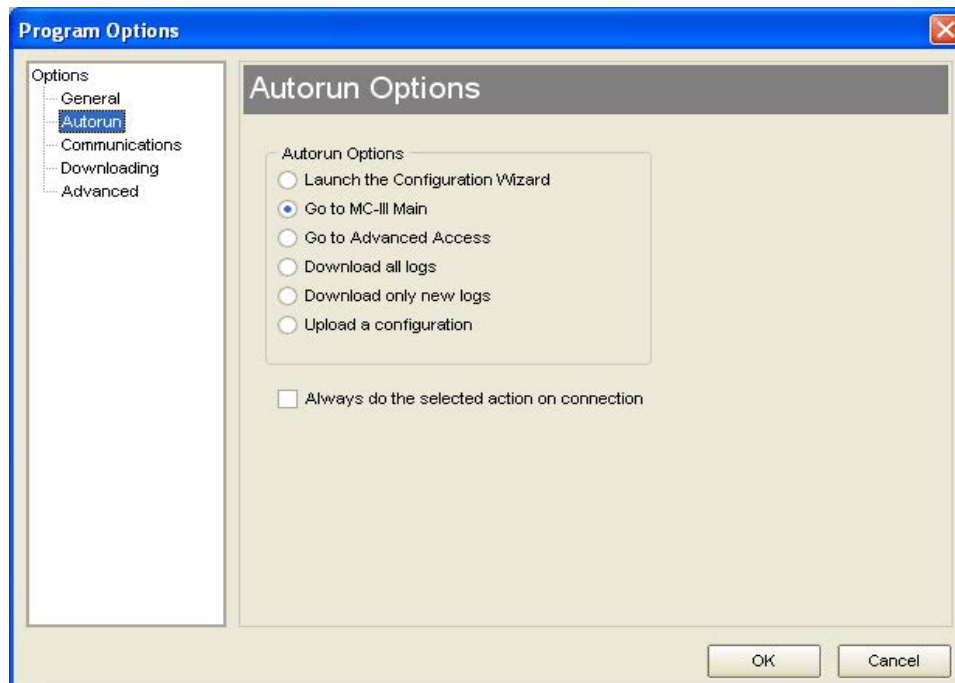 Program Options
Options
General
Autorun
Communications
Downloading
Advanced
Autorun Options
Autorun Options
Launch the Configuration Wizard
Go to MC-III Main
Go to Advanced Access
Download all logs
Download only new logs
Upload a configuration
Always do the selected action on connection
OK
Cancel